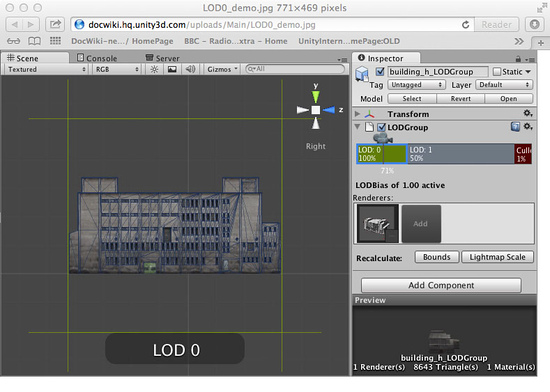 LOD0_demo.jpg 771×469 pixels
docwiki.hq.unity3d.com/uploads/Main/LOD0_demo.jpg
Reader
DocWiki-ne... / HomePage
BBC - Radio...xtra - Home
UnityIntern...mePage:OLD
Scene
Console
Server
Textured
RGB
Gizmos
All
y
z
Right
LOD 0
Inspector
building_h_LODGroup
Static
Tag
Untagged
Layer
Default
Model
Select
Revert
Open
Transform
LODGroup
LOD: 0
100%
LOD: 1
50%
Culle
1%
71%
LODBias of 1.00 active
Renderers:
Add
Recalculate:
Bounds
Lightmap Scale
Add Component
Preview
building_h_LODGroup
1 Renderer(s) 8643 Triangle(s) 1 Material(s)